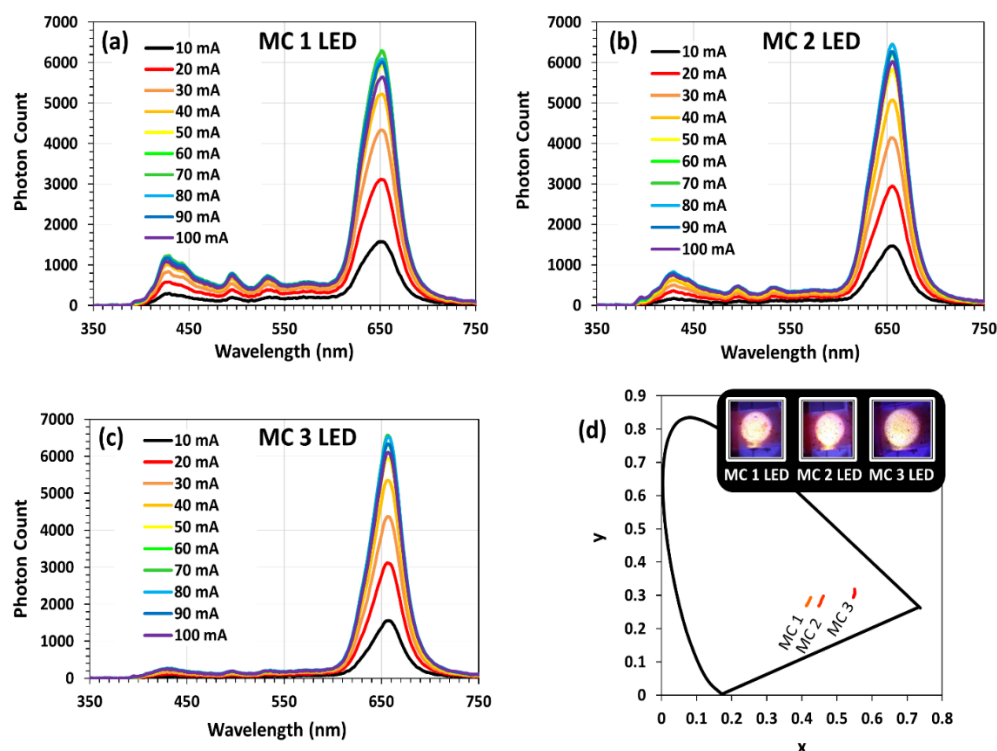 (a) MC 1 LED
7000
6000
5000
4000
3000
2000
1000
0
Photon Count
10 mA
20 mA
30 mA
40 mA
50 mA
60 mA
70 mA
80 mA
90 mA
100 mA
350 450 550 650 750
Wavelength (nm)
(b) MC 2 LED
7000
6000
5000
4000
3000
2000
1000
0
Photon Count
10 mA
20 mA
30 mA
40 mA
50 mA
60 mA
70 mA
80 mA
90 mA
100 mA
350 450 550 650 750
Wavelength (nm)
(c) MC 3 LED
7000
6000
5000
4000
3000
2000
1000
0
Photon Count
10 mA
20 mA
30 mA
40 mA
50 mA
60 mA
70 mA
80 mA
90 mA
100 mA
350 450 550 650 750
Wavelength (nm)
(d)
MC 1 LED MC 2 LED MC 3 LED
0.9
0.8
0.7
0.6
0.5
0.4
0.3
0.2
0.1
0
y
MC 1
MC 2
MC 3
0 0.1 0.2 0.3 0.4 0.5 0.6 0.7 0.8
x